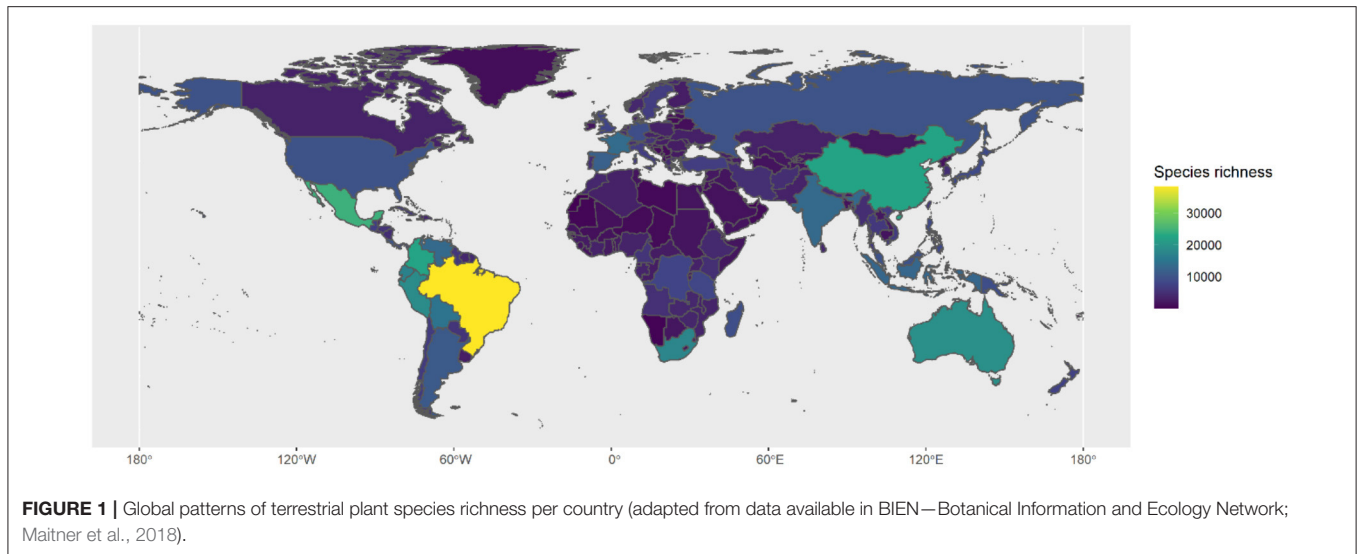 Species richness
30000
20000
10000
180° 120°W 60°W 0° 60°E 120°E 180°
FIGURE 1 | Global patterns of terrestrial plant species richness per country (adapted from data available in BIEN—Botanical Information and Ecology Network;
Maitner et al., 2018).